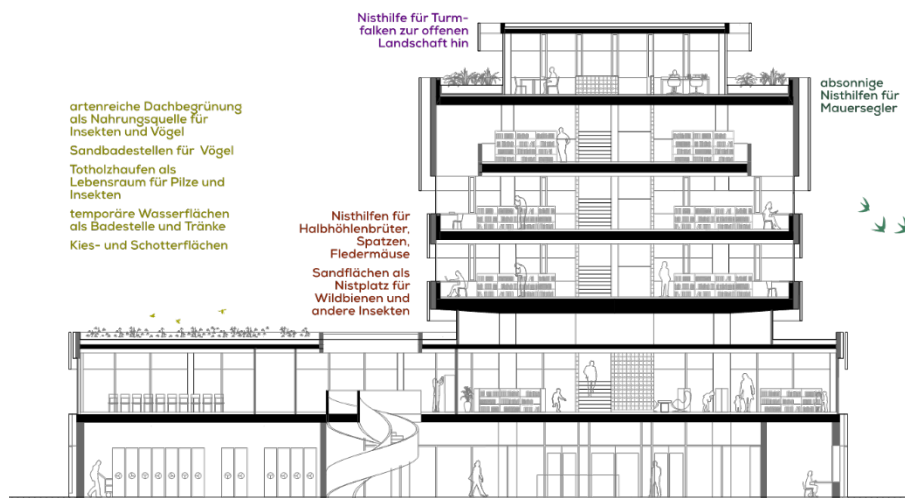 Nisthilfe für Turm-
falken zur offenen
Landschaft hin
absonnige
Nisthilfen für
Mauersegler
artenreiche Dachbegrünung
als Nahrungsquelle für
Insekten und Vögel
Sandbadestellen für Vögel
Totholzhaufen als
Lebensraum für Pilze und
Insekten
temporäre Wasserflächen
als Badestelle und Tränke
Kies- und Schotterflächen
Nisthilfen für
Halbhöhlenbrüter,
Spatzen,
Fledermäuse
Sandflächen als
Nistplatz für
Wildbienen und
andere Insekten